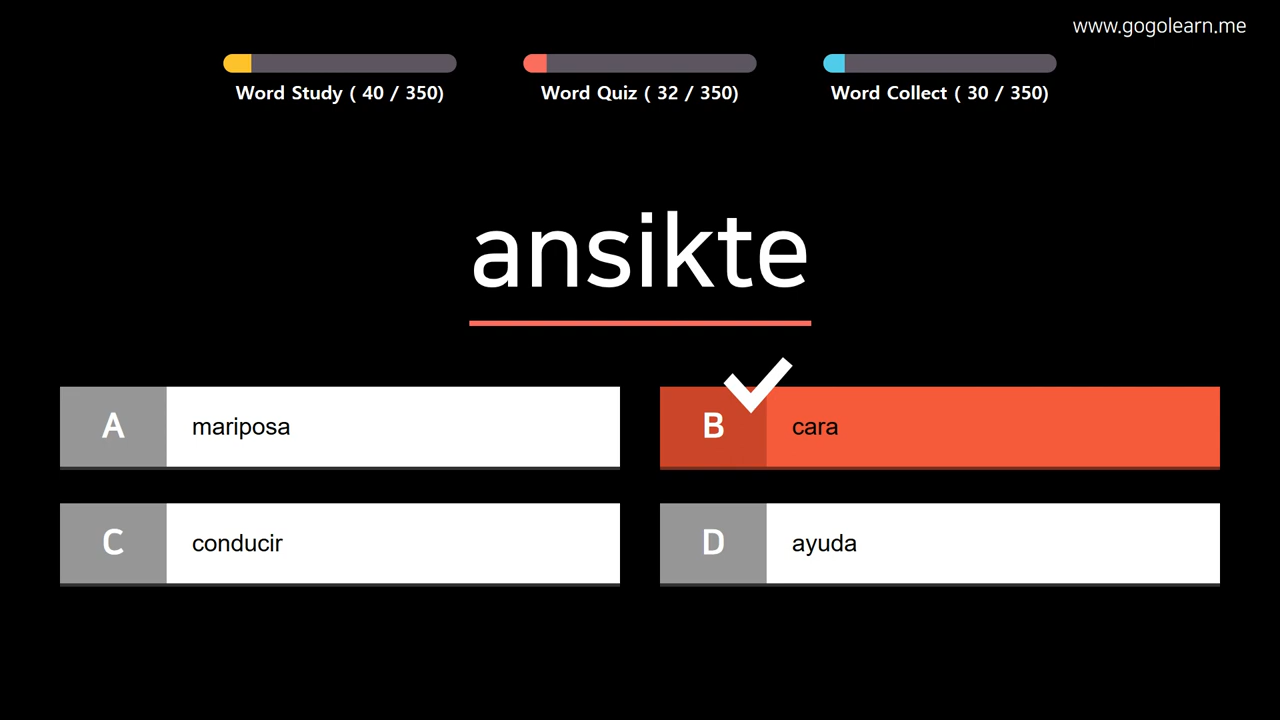 www.gogolearn.me
Word Study ( 40 / 350)
Word Quiz ( 32 / 350)
Word Collect ( 30 / 350)
ansikte
A
mariposa
B
cara
C
conducir
D
ayuda